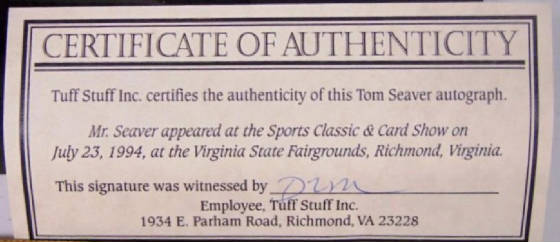 CERTIFICATE OF AUTHENTICITY
Tuff Stuff Inc. certifies the authenticity of this Tom Seaver autograph.
Mr. Seaver appeared at the Sports Classic & Card Show on
July 23, 1994, at the Virginia State Fairgrounds, Richmond, Virginia.
This signature was witnessed by
Employee, Tuff Stuff Inc.
1934 E. Parham Road, Richmond, VA 23228